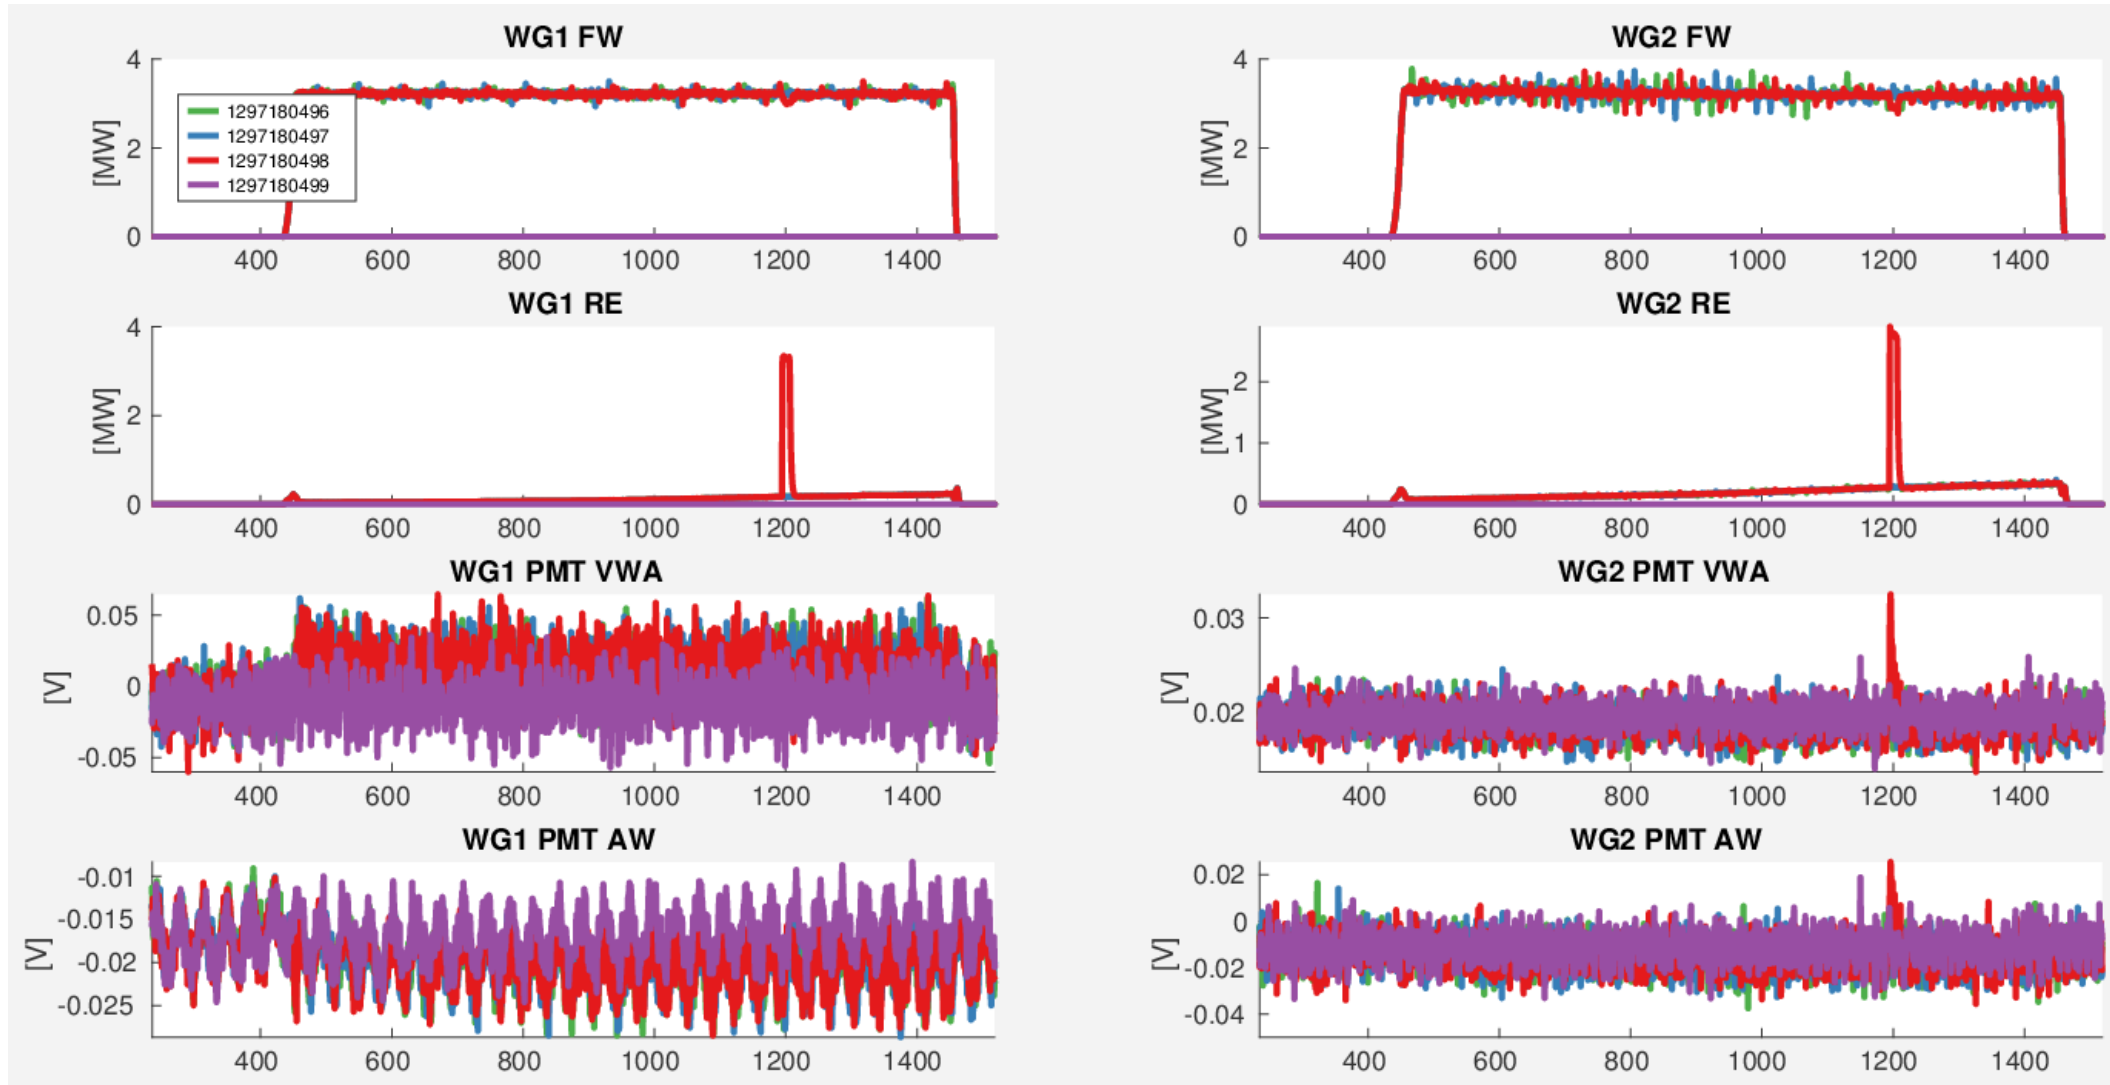 WG1 FW
4
2
0
[MW]
1297180496
1297180497
1297180498
1297180499
400 600 800 1000 1200 1400
WG2 FW
4
2
0
[MW]
400 600 800 1000 1200 1400
WG1 RE
4
2
0
[MW]
400 600 800 1000 1200 1400
WG2 RE
2
1
0
[MW]
400 600 800 1000 1200 1400
WG1 PMT VWA
0.05
0
-0.05
[V]
400 600 800 1000 1200 1400
WG2 PMT VWA
0.03
0.02
[V]
400 600 800 1000 1200 1400
WG1 PMT AW
-0.01
-0.015
-0.02
-0.025
[V]
400 600 800 1000 1200 1400
WG2 PMT AW
0.02
0
-0.02
-0.04
[V]
400 600 800 1000 1200 1400